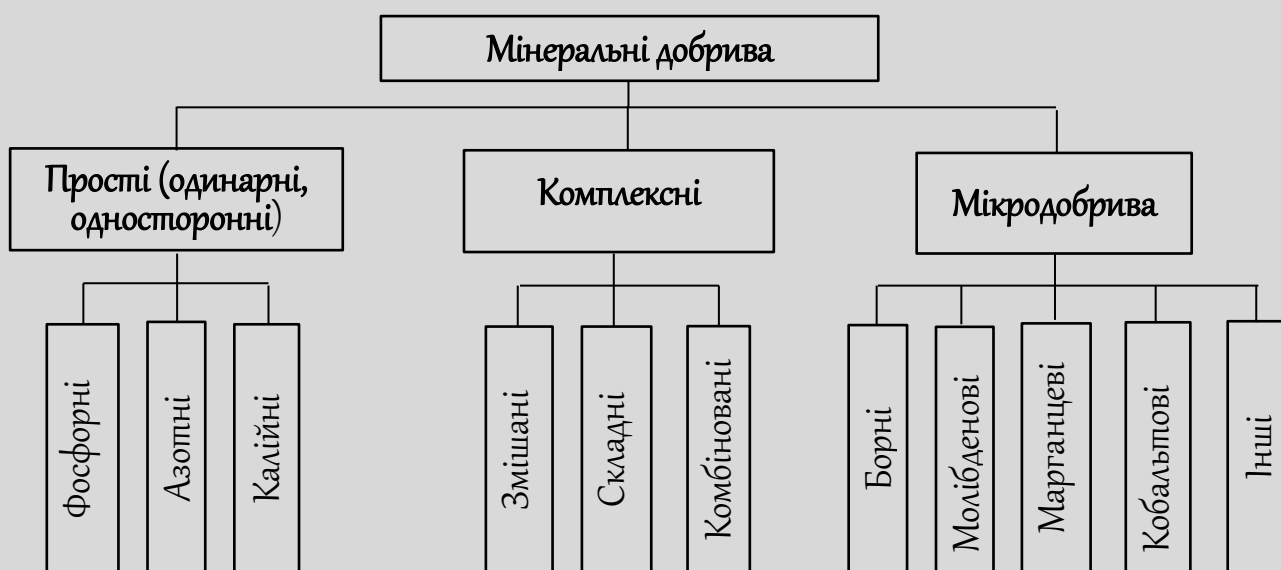 Мінеральні добрива
Прості (одинарні,
односторонні)
Комплексні
Мікродобрива
Фосфорні
Азотні
Калійні
Змішані
Складні
Комбіновані
Борні
Молібденові
Марганцеві
Кобальтові
Інші